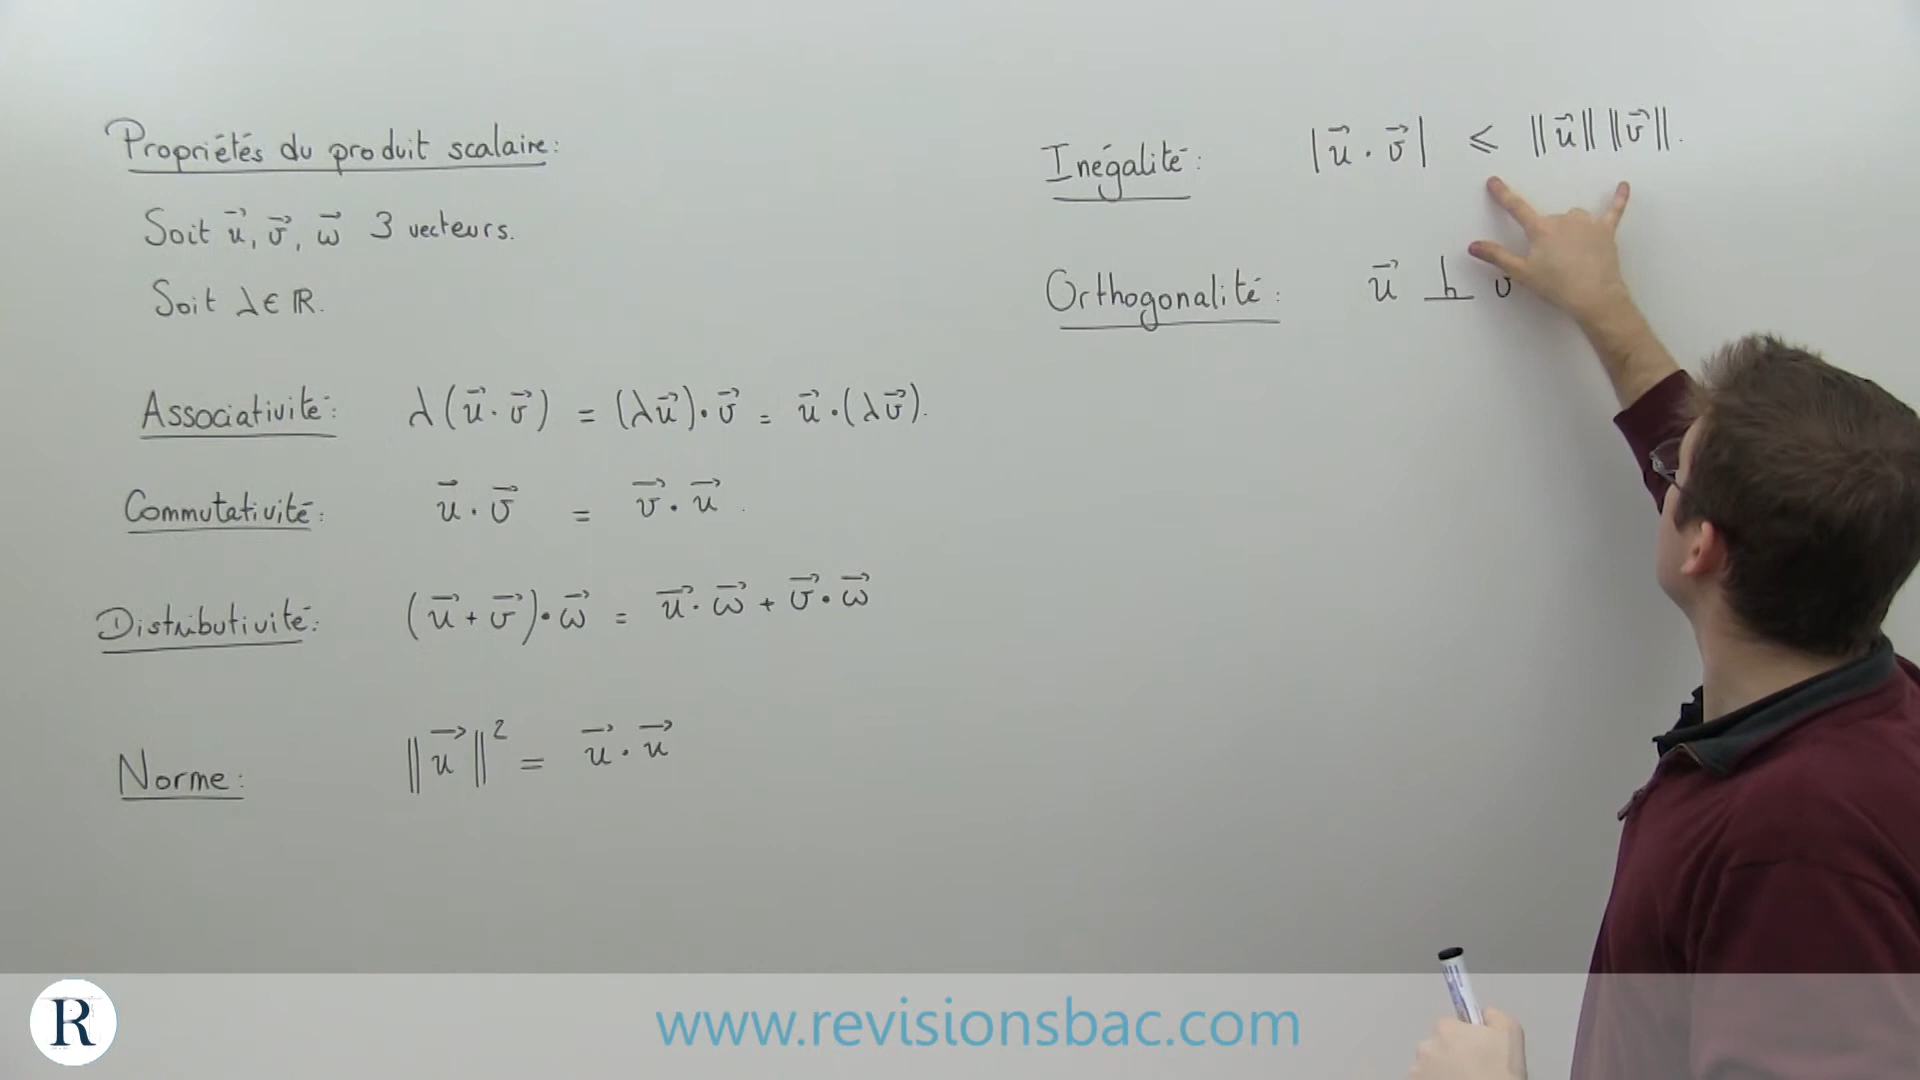 Propriétés du produit scalaire:
Soit u⃗, v⃗, w⃗ 3 vecteurs.
Soit λ ∈ ℝ.
Associativité: λ(u⃗ · v⃗) = (λu⃗) · v⃗ = u⃗ · (λv⃗).
Commutativité: u⃗ · v⃗ = v⃗ · u⃗.
Distributivité: (u⃗ + v⃗) · w⃗ = u⃗ · w⃗ + v⃗ · w⃗
Norme: ‖u⃗‖² = u⃗ · u⃗
Inégalité: |u⃗ · v⃗| ⩽ ‖u⃗‖ ‖v⃗‖.
Orthogonalité: u⃗ ⊥ v
R
www.revisionsbac.com